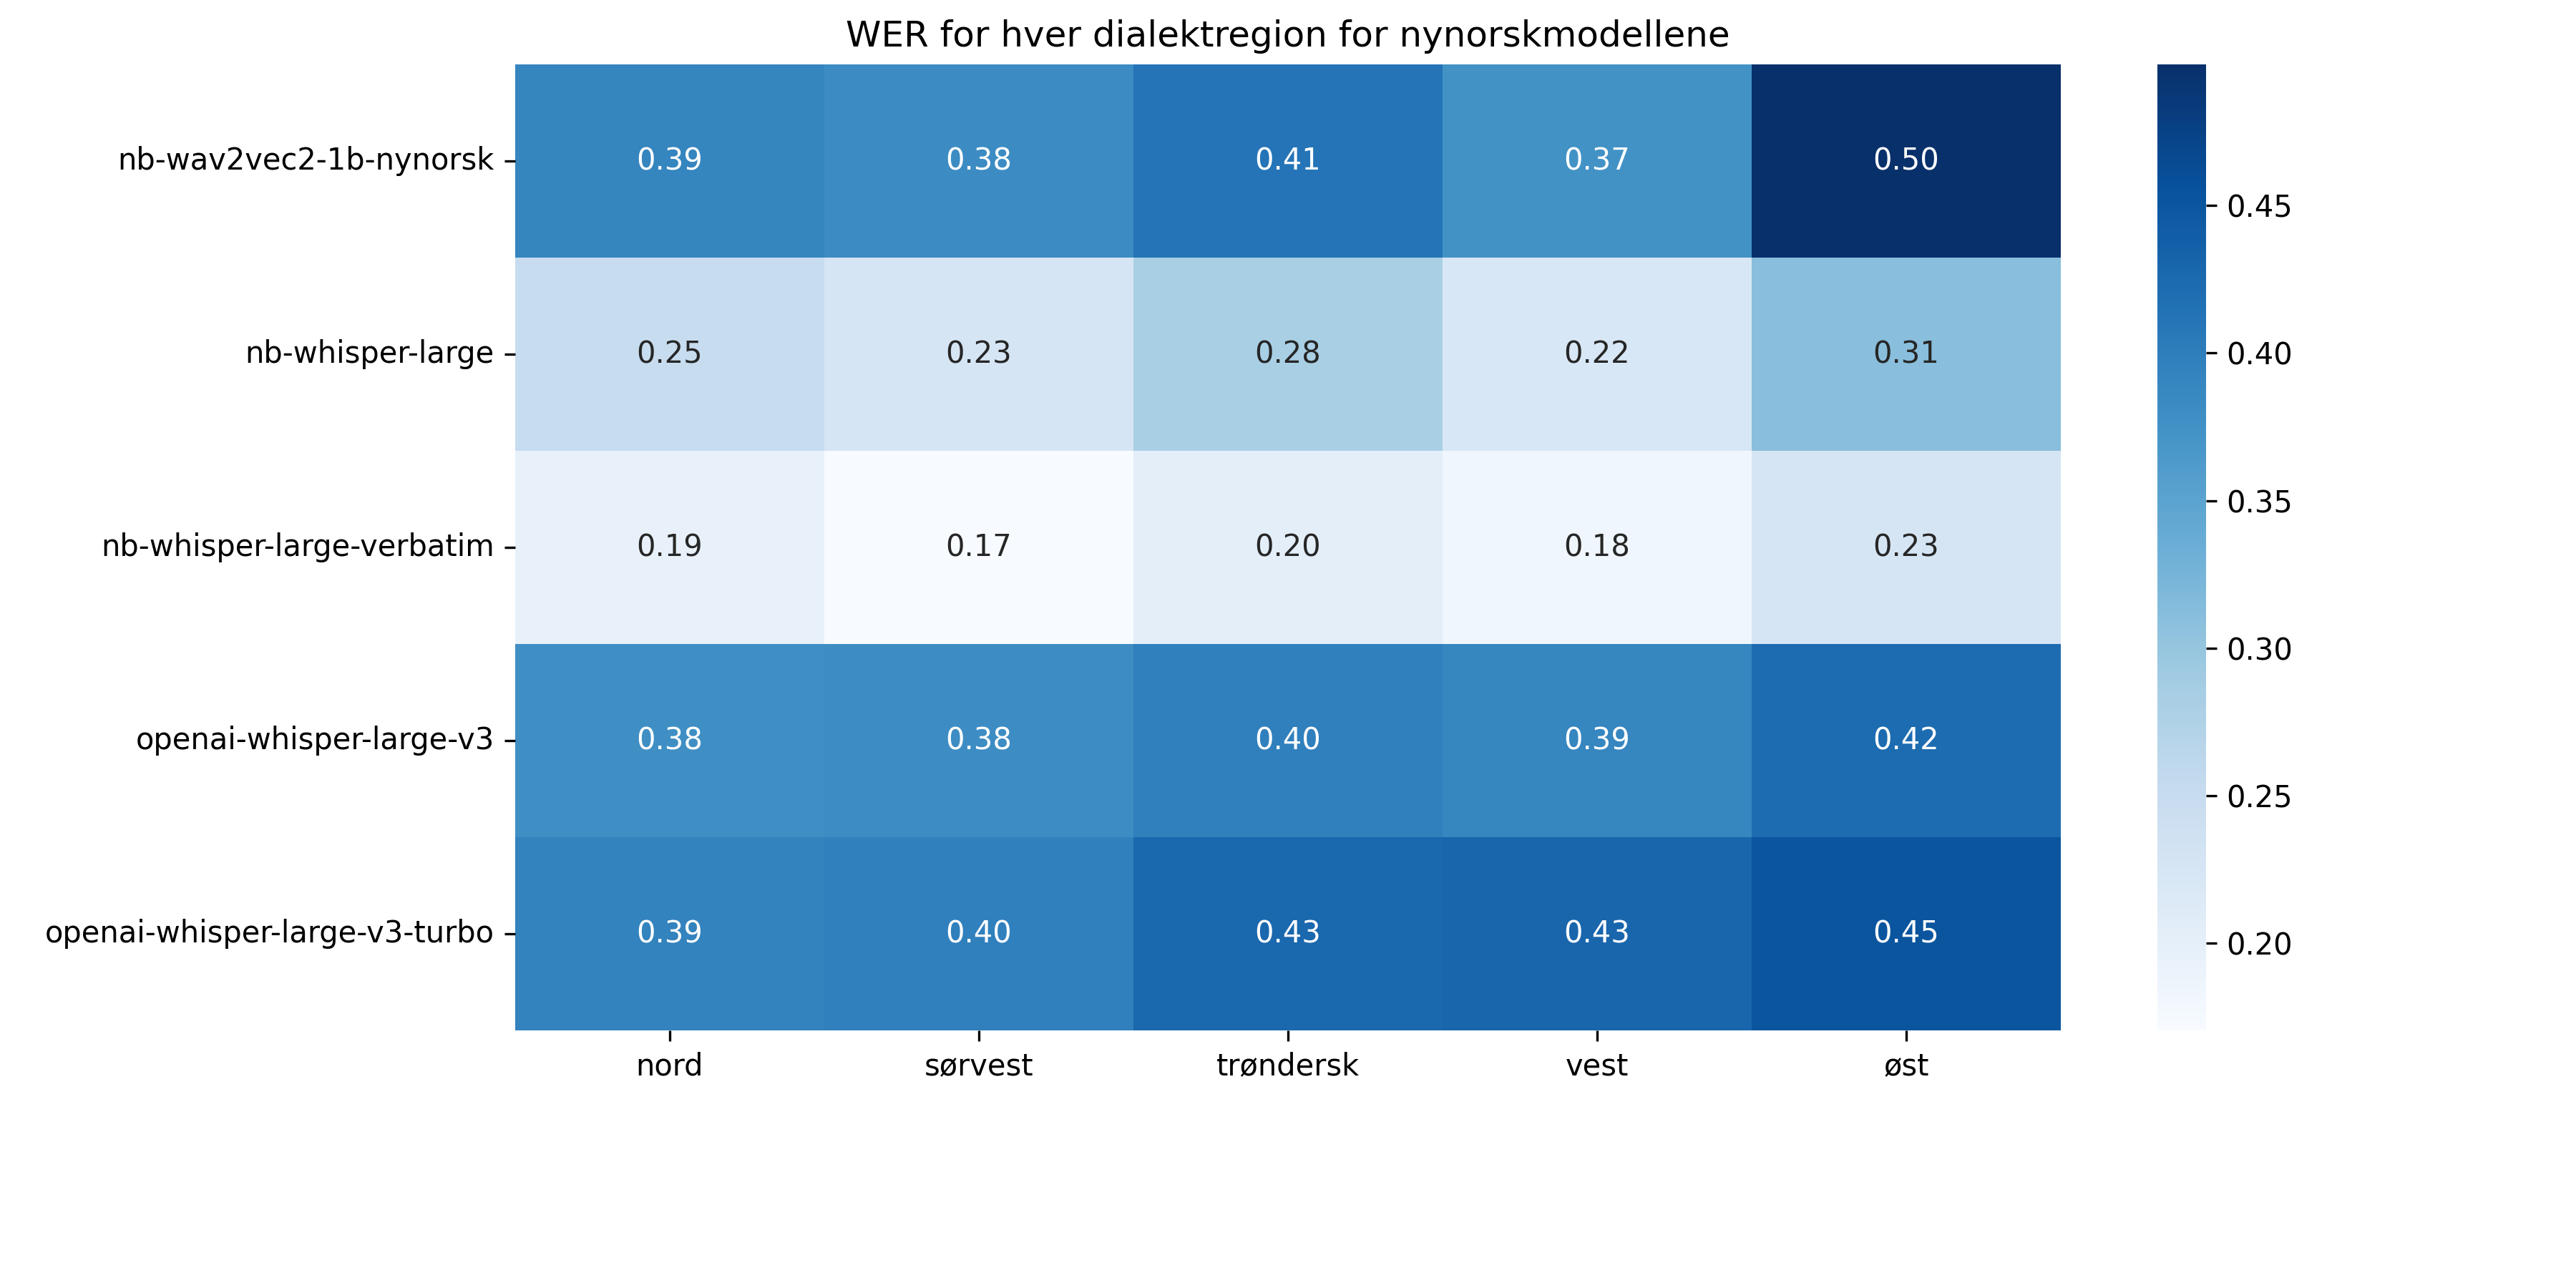 WER for hver dialektregion for nynorskmodellene
nb-wav2vec2-1b-nynorsk 0.39 0.38 0.41 0.37 0.50
nb-whisper-large 0.25 0.23 0.28 0.22 0.31
nb-whisper-large-verbatim 0.19 0.17 0.20 0.18 0.23
openai-whisper-large-v3 0.38 0.38 0.40 0.39 0.42
openai-whisper-large-v3-turbo 0.39 0.40 0.43 0.43 0.45
nord sørvest trøndersk vest øst
0.45
0.40
0.35
0.30
0.25
0.20